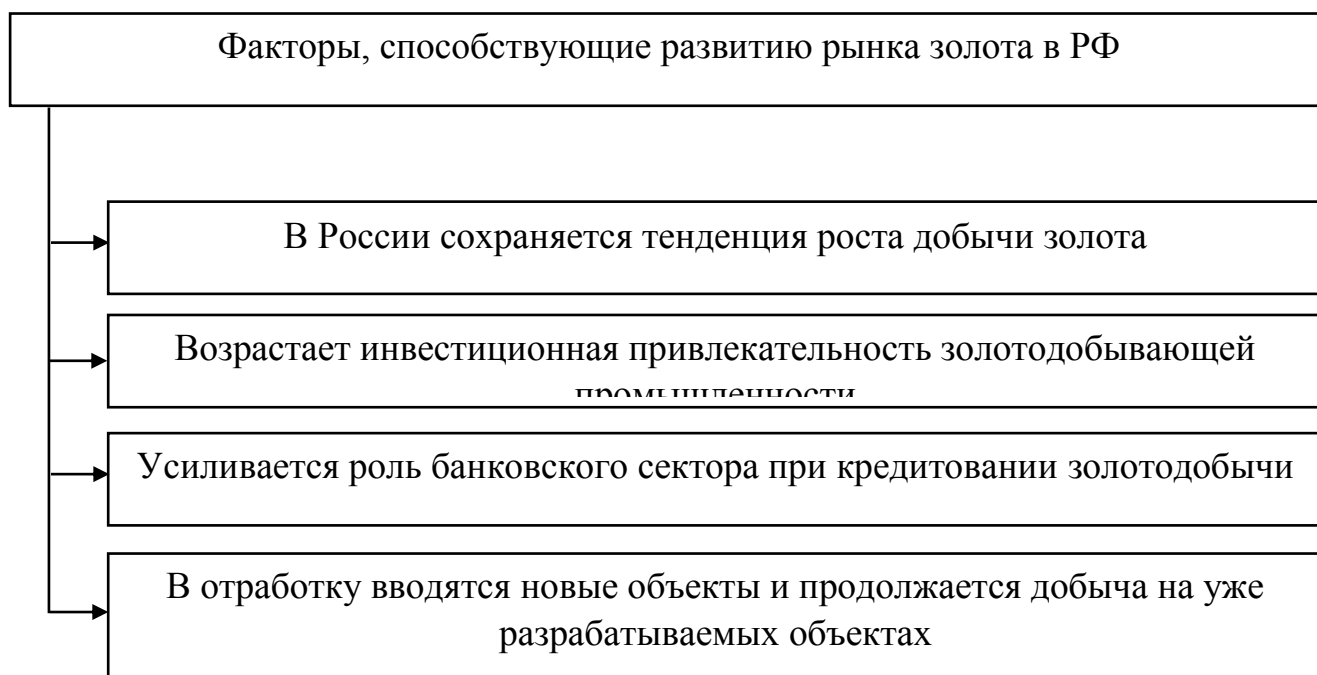 Факторы, способствующие развитию рынка золота в РФ
В России сохраняется тенденция роста добычи золота
Возрастает инвестиционная привлекательность золотодобывающей
промышленности
Усиливается роль банковского сектора при кредитовании золотодобычи
В отработку вводятся новые объекты и продолжается добыча на уже
разрабатываемых объектах